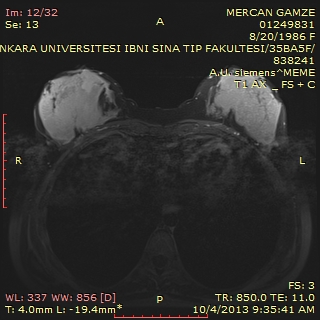 Im: 12/32
Se: 13
A
MERCAN GAMZE
01249831
8/20/1986 F
NKARA UNIVERSITESI IBNI SINA TIP FAKULTESI/35BA5F/
838241
A.U. siemens^MEME
T1 AX _ FS + C
R
L
WL: 337 WW: 856 [D]
T: 4.0mm L: -19.4mm*
P
FS: 3
TR: 850.0 TE: 11.0
10/4/2013 9:35:41 AM